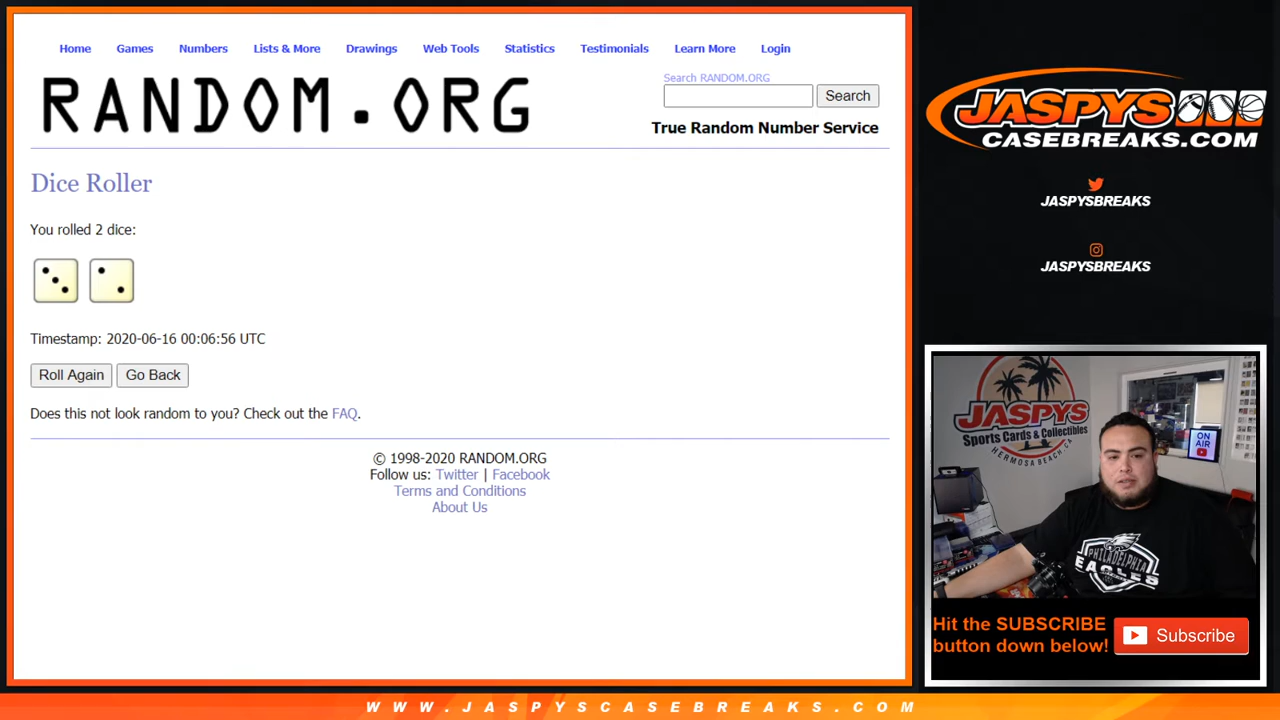 Home Games Numbers Lists & More Drawings Web Tools Statistics Testimonials Learn More Login
RANDOM.ORG
Search RANDOM.ORG
Search
True Random Number Service
Dice Roller
You rolled 2 dice:
Timestamp: 2020-06-16 00:06:56 UTC
Roll Again Go Back
Does this not look random to you? Check out the FAQ.
© 1998-2020 RANDOM.ORG
Follow us: Twitter | Facebook
Terms and Conditions
About Us
JASPYS
CASEBREAKS.COM
JASPYSBREAKS
JASPYSBREAKS
JASPYS
Sports Cards & Collectibles
HERMOSA BEACH, CA
ON
AIR
PHILADELPHIA
EAGLES
Hit the SUBSCRIBE
button down below!
Subscribe
WWW.JASPYSCASEBREAKS.COM